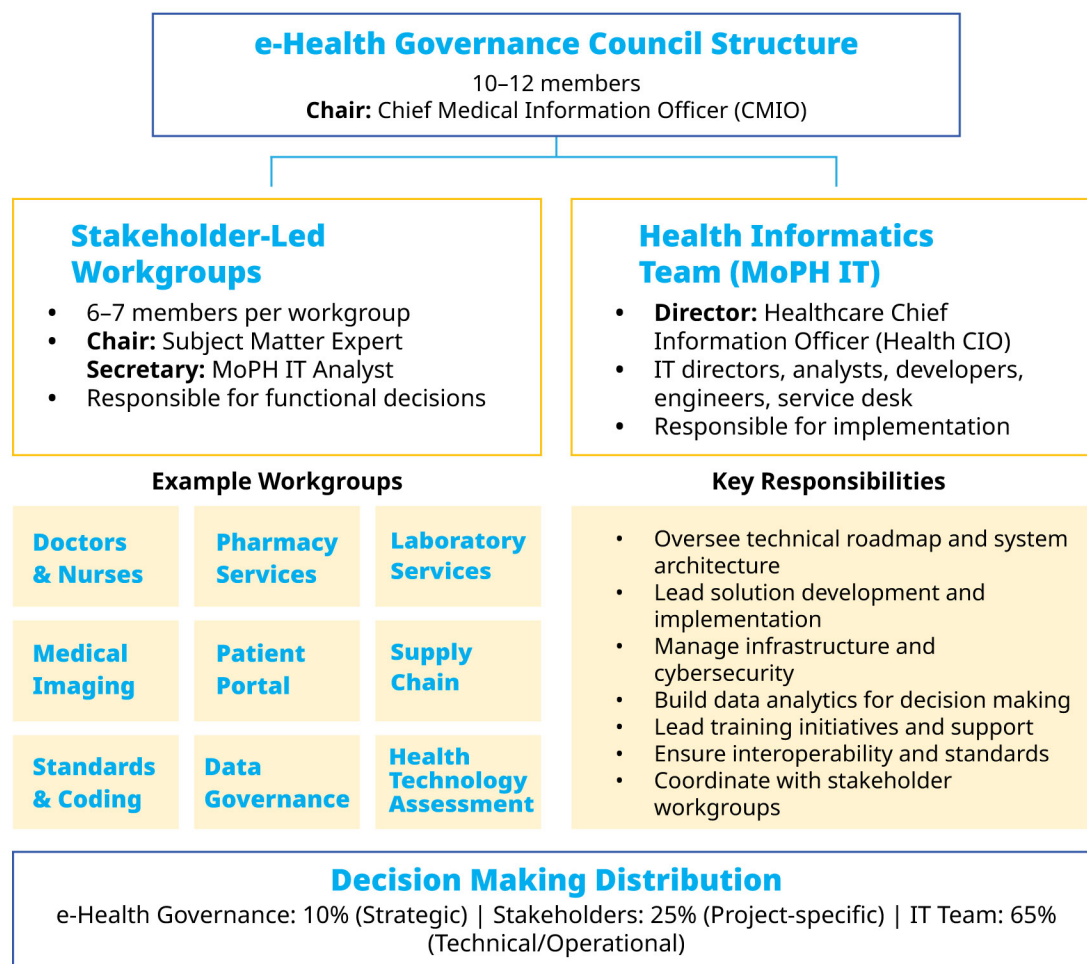 e-Health Governance Council Structure
10–12 members
Chair: Chief Medical Information Officer (CMIO)
Stakeholder-Led
Workgroups
• 6–7 members per workgroup
• Chair: Subject Matter Expert
Secretary: MoPH IT Analyst
• Responsible for functional decisions
Health Informatics
Team (MoPH IT)
• Director: Healthcare Chief
Information Officer (Health CIO)
• IT directors, analysts, developers,
engineers, service desk
• Responsible for implementation
Example Workgroups
Doctors
& Nurses
Pharmacy
Services
Laboratory
Services
Medical
Imaging
Patient
Portal
Supply
Chain
Standards
& Coding
Data
Governance
Health
Technology
Assessment
Key Responsibilities
• Oversee technical roadmap and system
architecture
• Lead solution development and
implementation
• Manage infrastructure and
cybersecurity
• Build data analytics for decision making
• Lead training initiatives and support
• Ensure interoperability and standards
• Coordinate with stakeholder
workgroups
Decision Making Distribution
e-Health Governance: 10% (Strategic) | Stakeholders: 25% (Project-specific) | IT Team: 65%
(Technical/Operational)